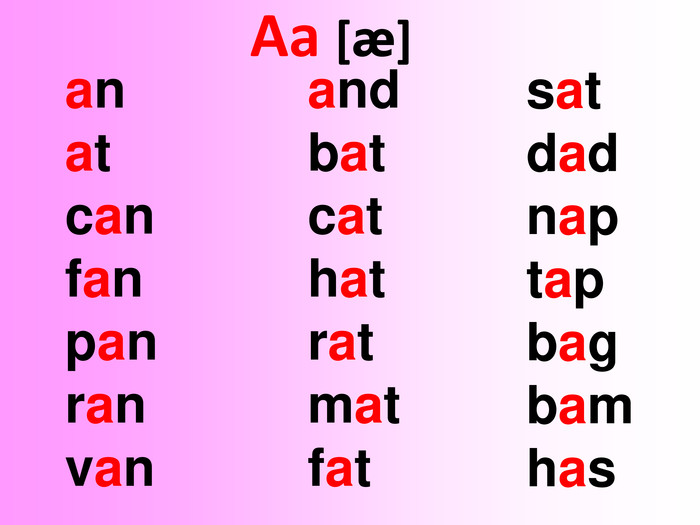 Aa [æ]
an and sat
at bat dad
can cat nap
fan hat tap
pan rat bag
ran mat bam
van fat has